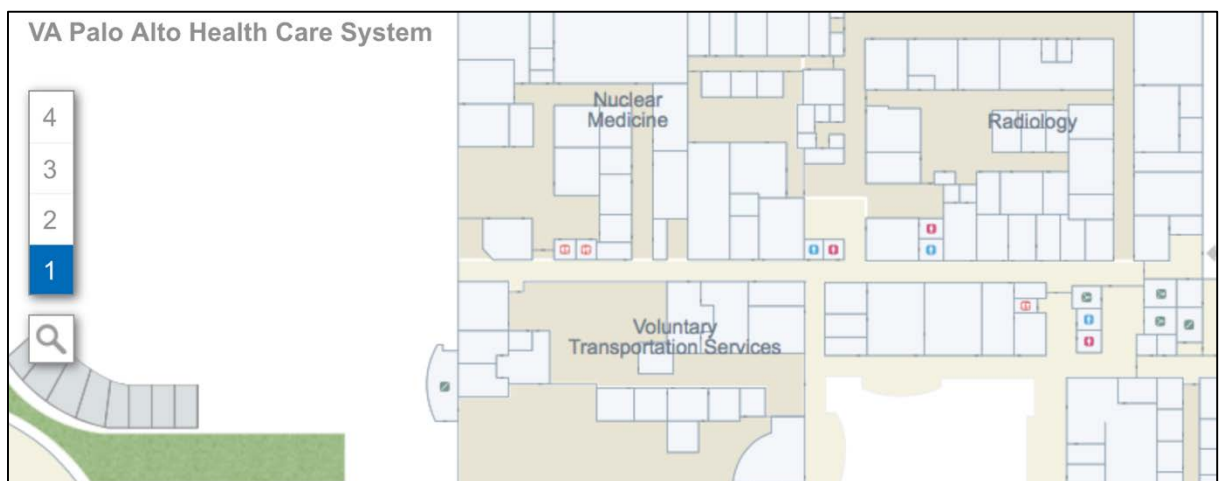 VA Palo Alto Health Care System
4
3
2
1
Nuclear
Medicine
Radiology
Voluntary
Transportation Services